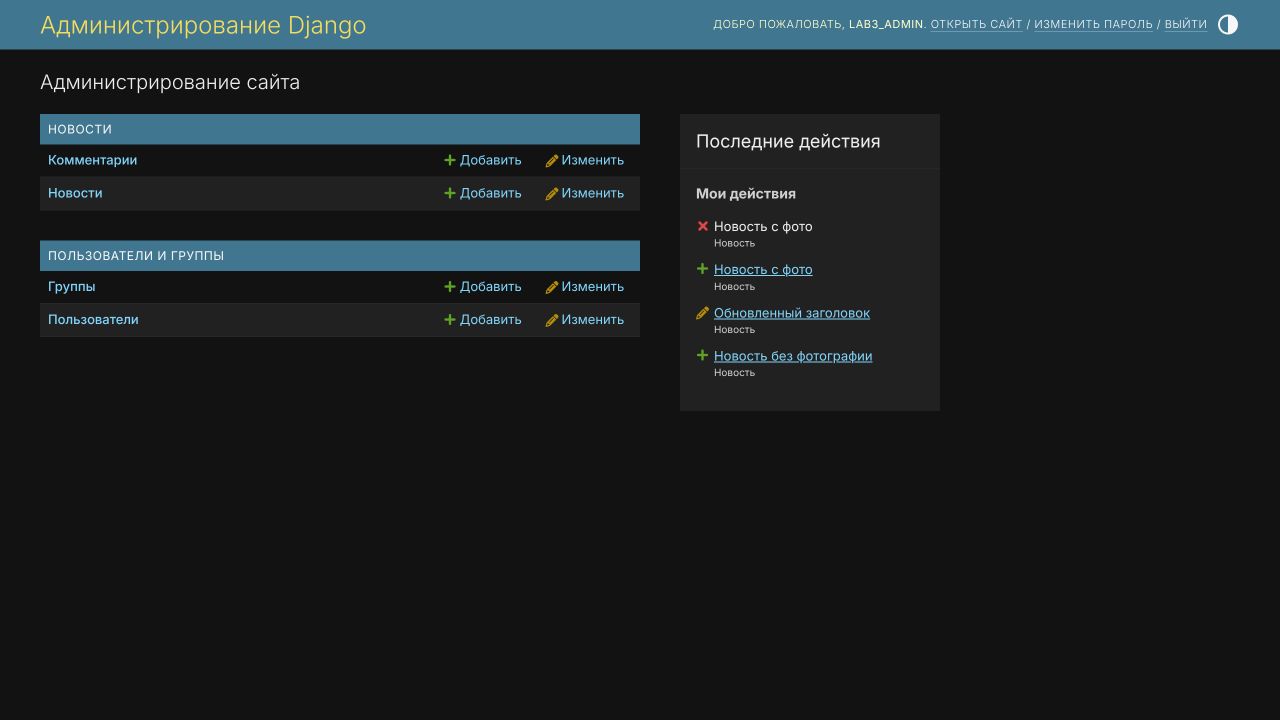 Администрирование Django
ДОБРО ПОЖАЛОВАТЬ, LAB3_ADMIN. ОТКРЫТЬ САЙТ / ИЗМЕНИТЬ ПАРОЛЬ / ВЫЙТИ
Администрирование сайта
НОВОСТИ
Комментарии Добавить Изменить
Новости Добавить Изменить
ПОЛЬЗОВАТЕЛИ И ГРУППЫ
Группы Добавить Изменить
Пользователи Добавить Изменить
Последние действия
Мои действия
Новость с фото
Новость
Новость с фото
Новость
Обновленный заголовок
Новость
Новость без фотографии
Новость